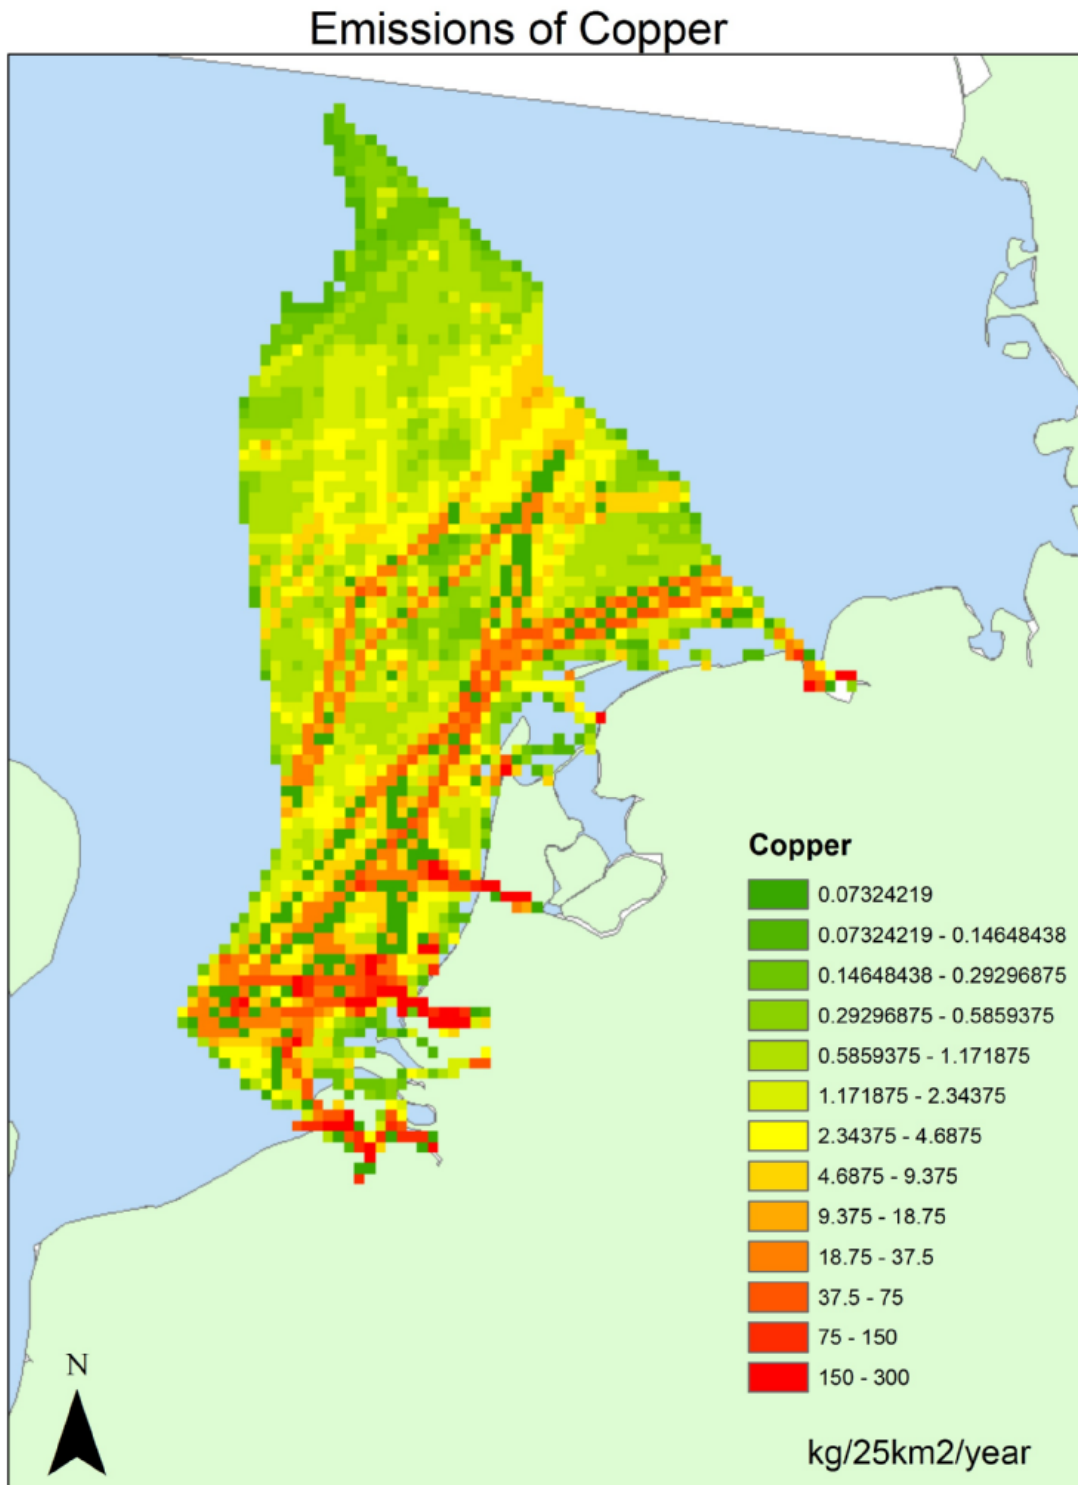 Emissions of Copper
Copper
0.07324219
0.07324219 - 0.14648438
0.14648438 - 0.29296875
0.29296875 - 0.5859375
0.5859375 - 1.171875
1.171875 - 2.34375
2.34375 - 4.6875
4.6875 - 9.375
9.375 - 18.75
18.75 - 37.5
37.5 - 75
75 - 150
150 - 300
N
kg/25km2/year